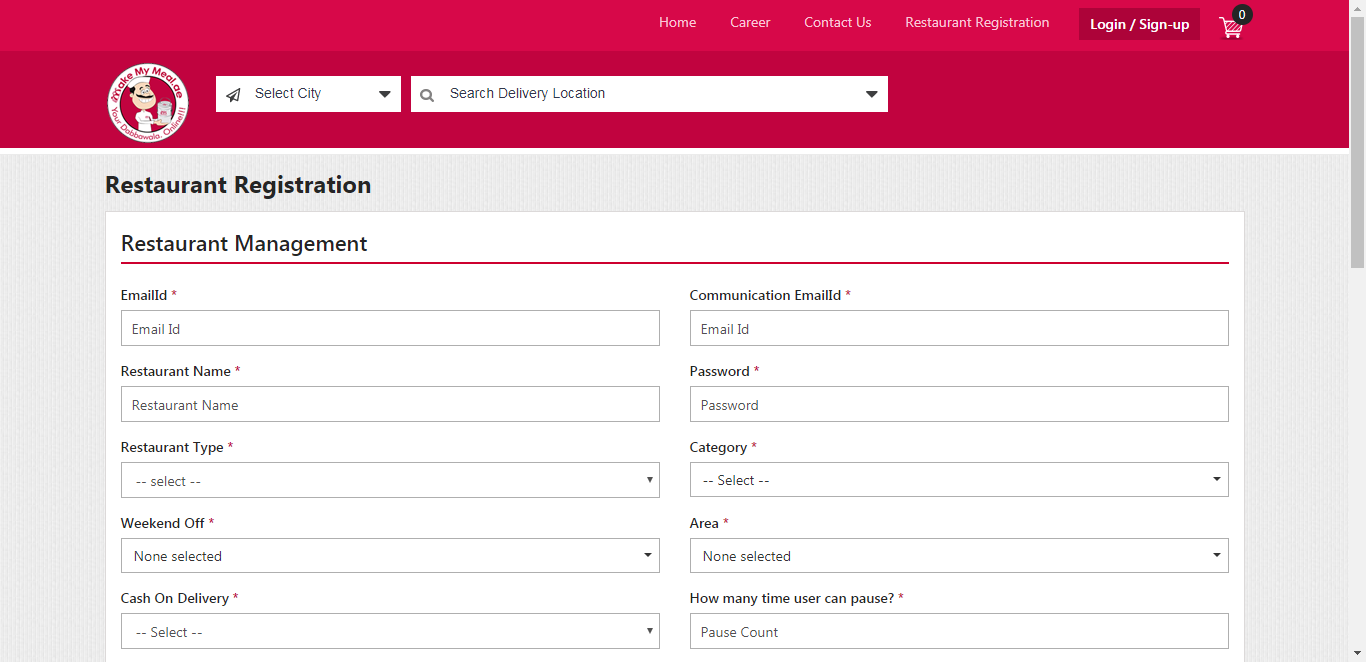 Home Career Contact Us Restaurant Registration Login / Sign-up 0
Make My Meal.ae
Your Dabbawala, Online!!!
Select City Search Delivery Location
Restaurant Registration
Restaurant Management
EmailId * Communication EmailId *
Email Id Email Id
Restaurant Name * Password *
Restaurant Name Password
Restaurant Type * Category *
-- select -- -- Select --
Weekend Off * Area *
None selected None selected
Cash On Delivery * How many time user can pause? *
-- Select -- Pause Count